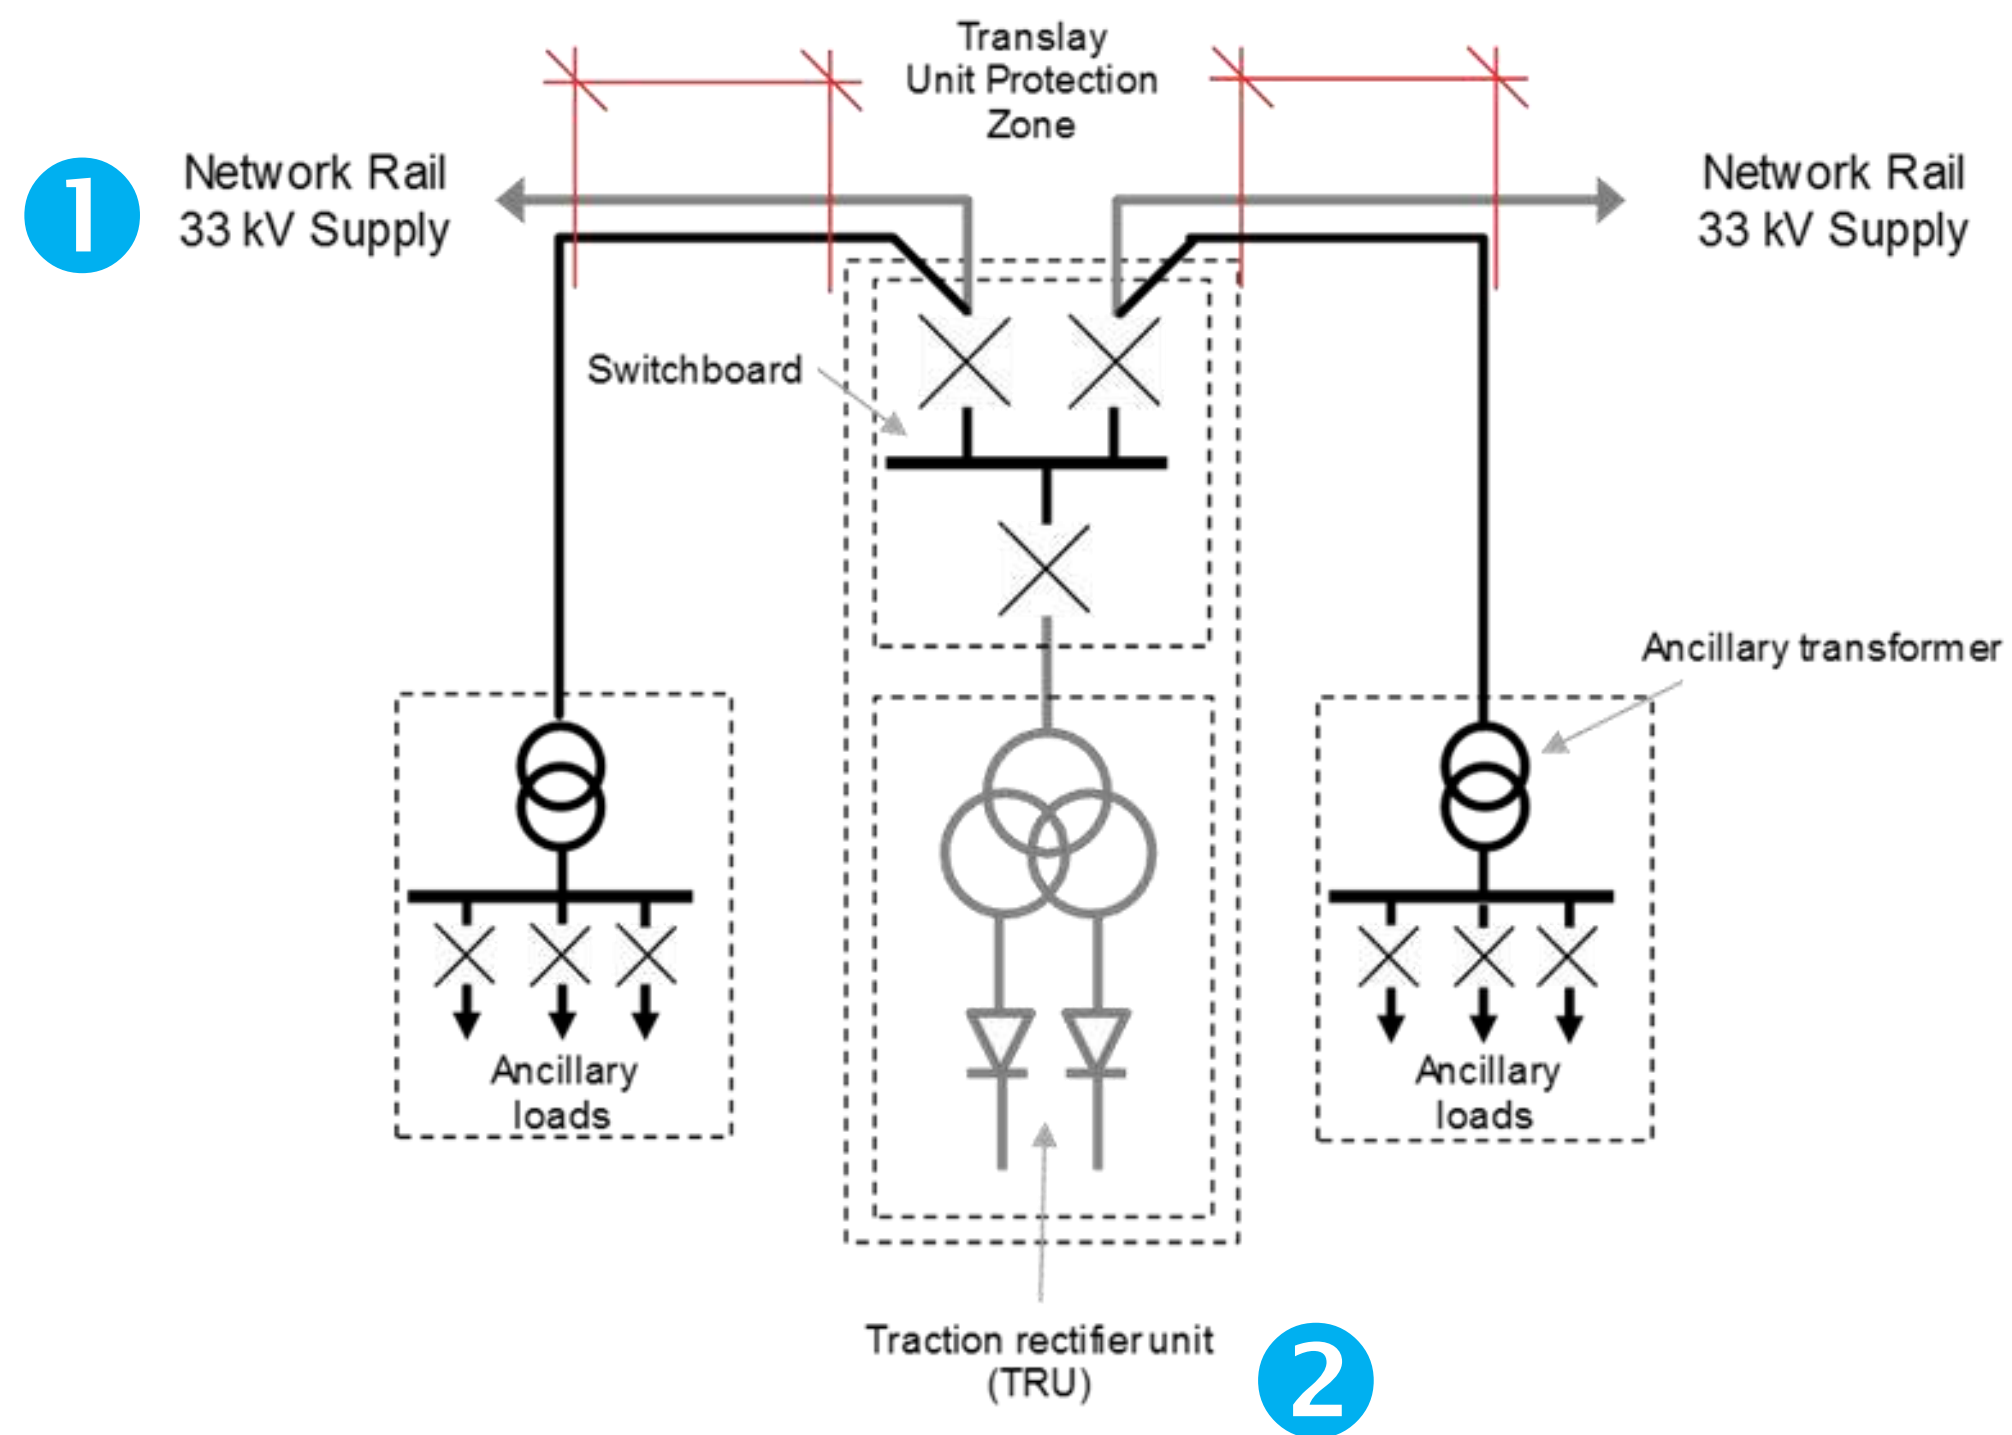 Translay
Unit Protection
Zone
1
Network Rail
33 kV Supply
Network Rail
33 kV Supply
Switchboard
Ancillary transformer
Ancillary
loads
Ancillary
loads
Traction rectifier unit
(TRU)
2